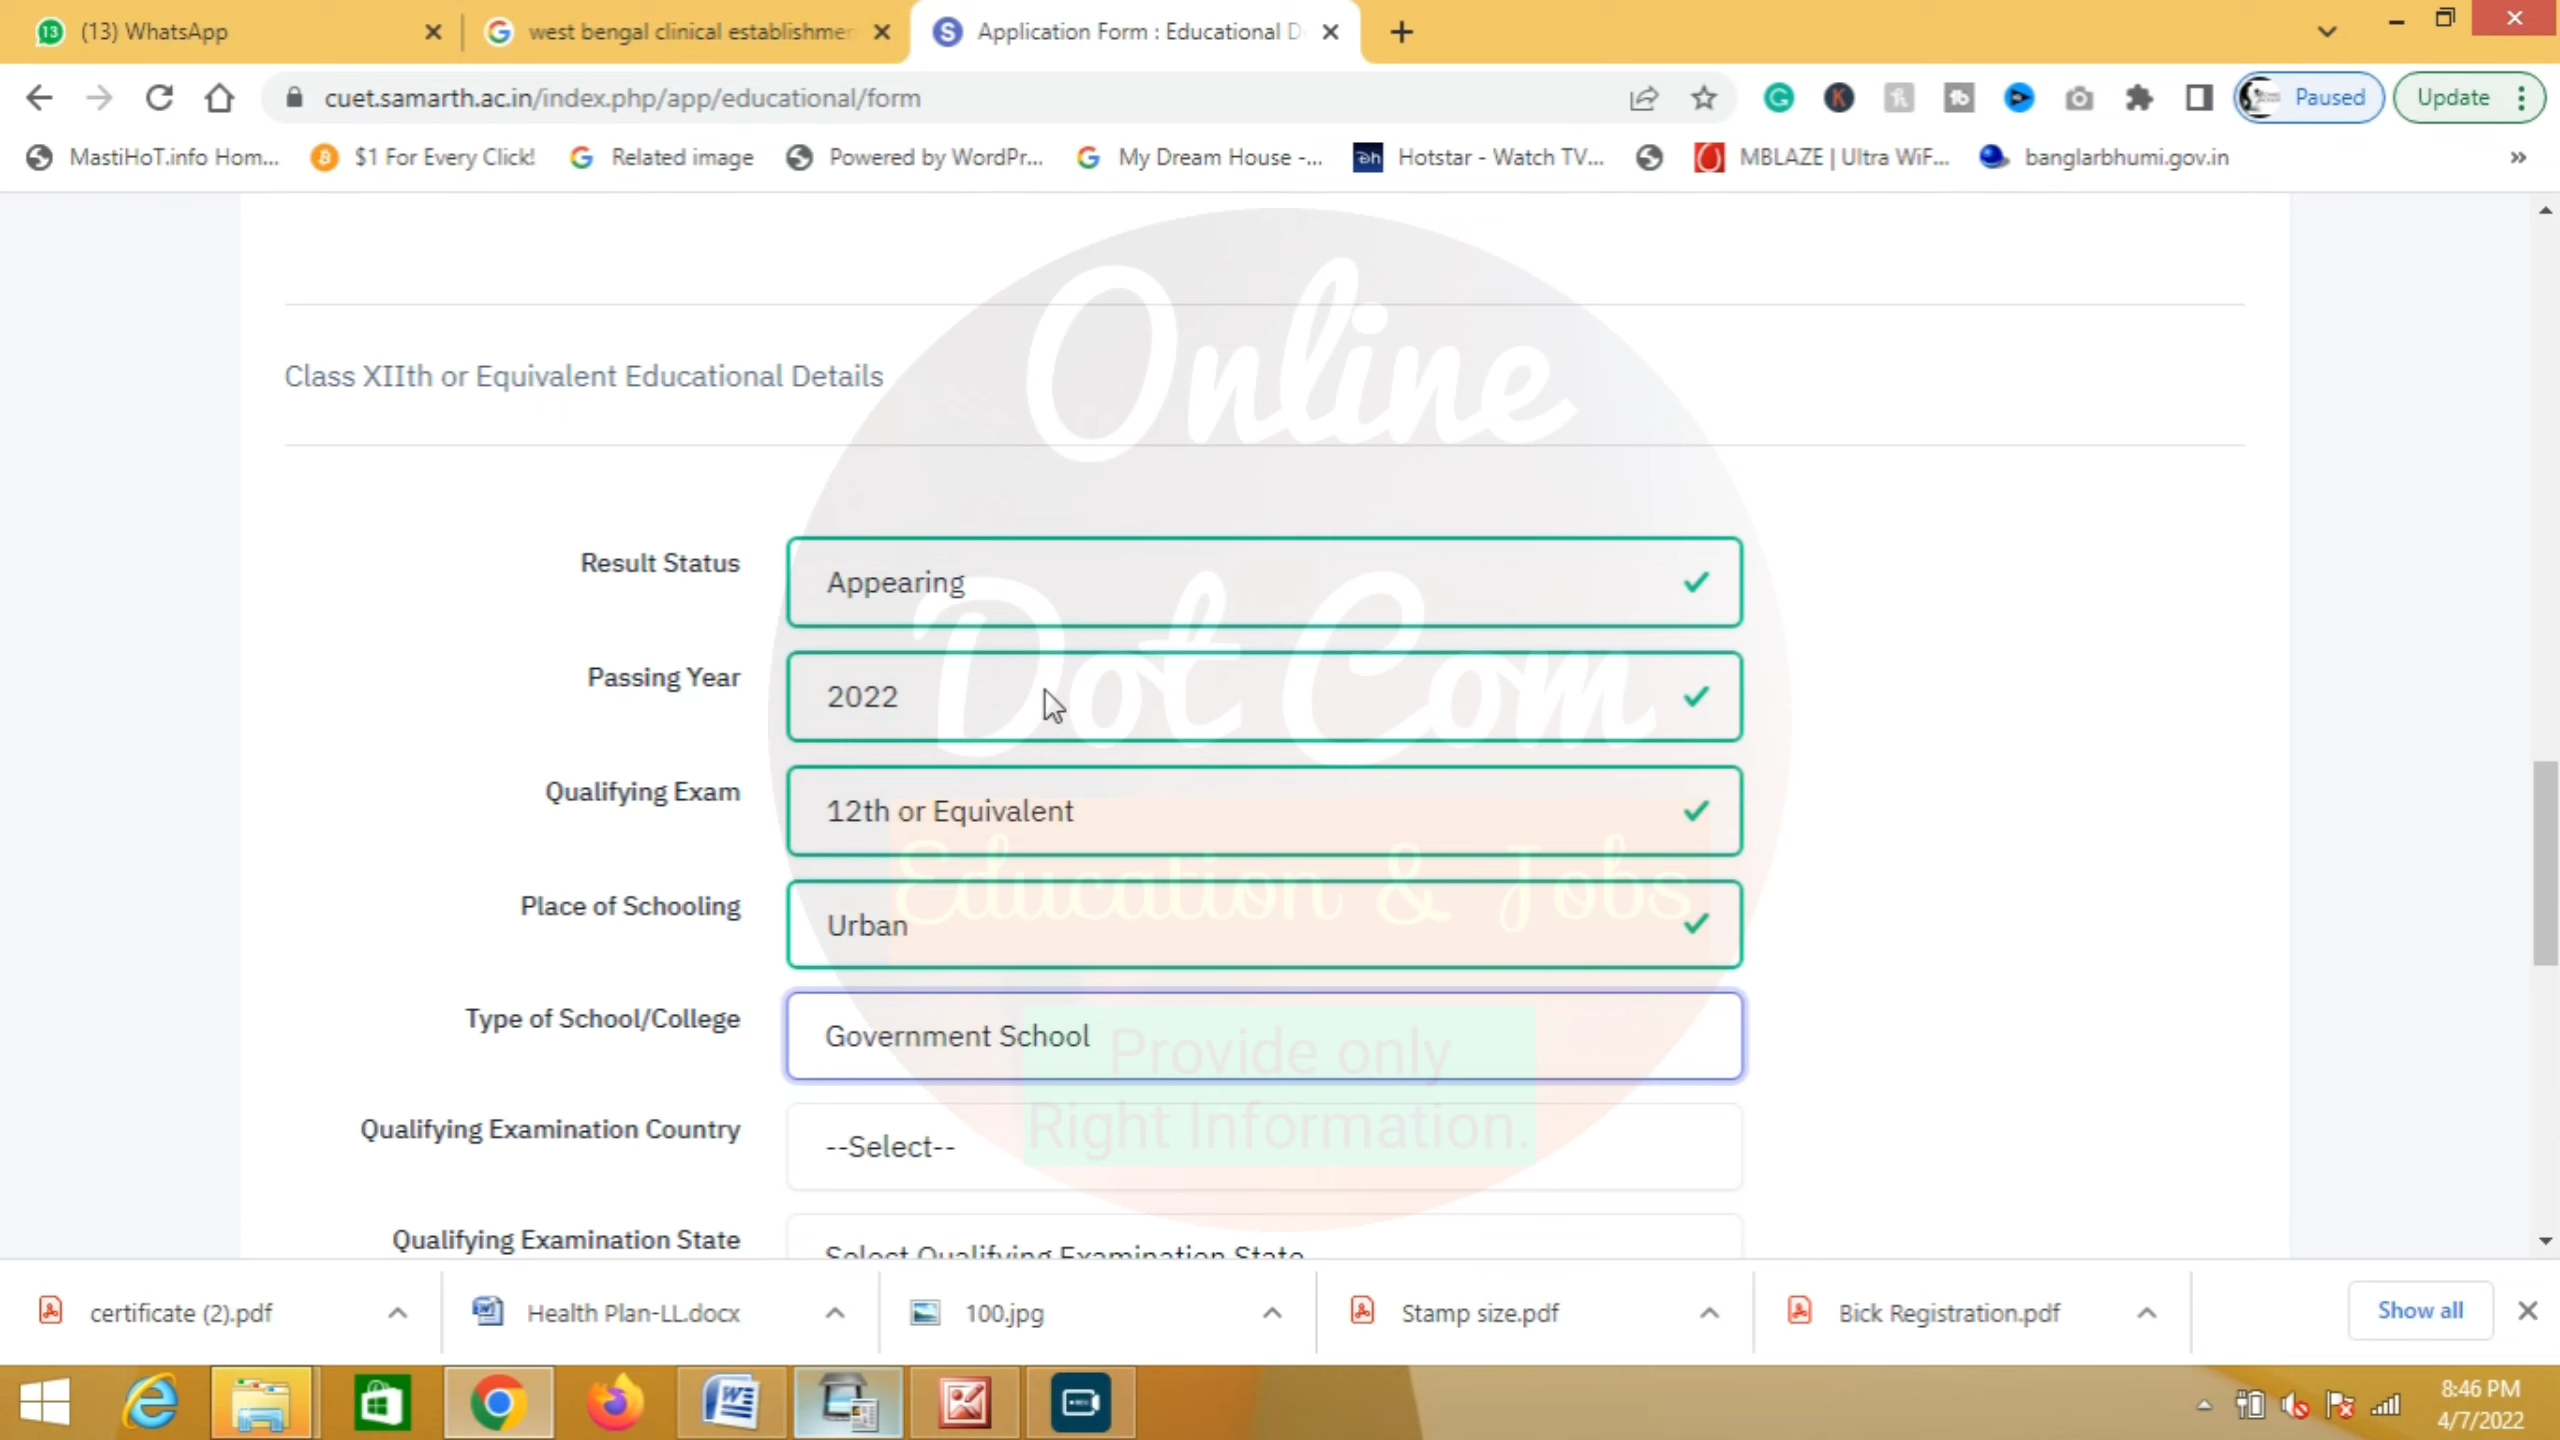 (13) WhatsApp
west bengal clinical establishmen
Application Form : Educational D
cuet.samarth.ac.in/index.php/app/educational/form
Paused
Update
MastiHoT.info Hom...
$1 For Every Click!
Related image
Powered by WordPr...
My Dream House -...
Hotstar - Watch TV...
MBLAZE | Ultra WiF...
banglarbhumi.gov.in
»
Online
Dot Com
Education & Jobs
Provide only
Right Information.
Class XIIth or Equivalent Educational Details
Result Status
Appearing
Passing Year
2022
Qualifying Exam
12th or Equivalent
Place of Schooling
Urban
Type of School/College
Government School
Qualifying Examination Country
--Select--
Qualifying Examination State
Select Qualifying Examination State
certificate (2).pdf
Health Plan-LL.docx
100.jpg
Stamp size.pdf
Bick Registration.pdf
Show all
8:46 PM
4/7/2022